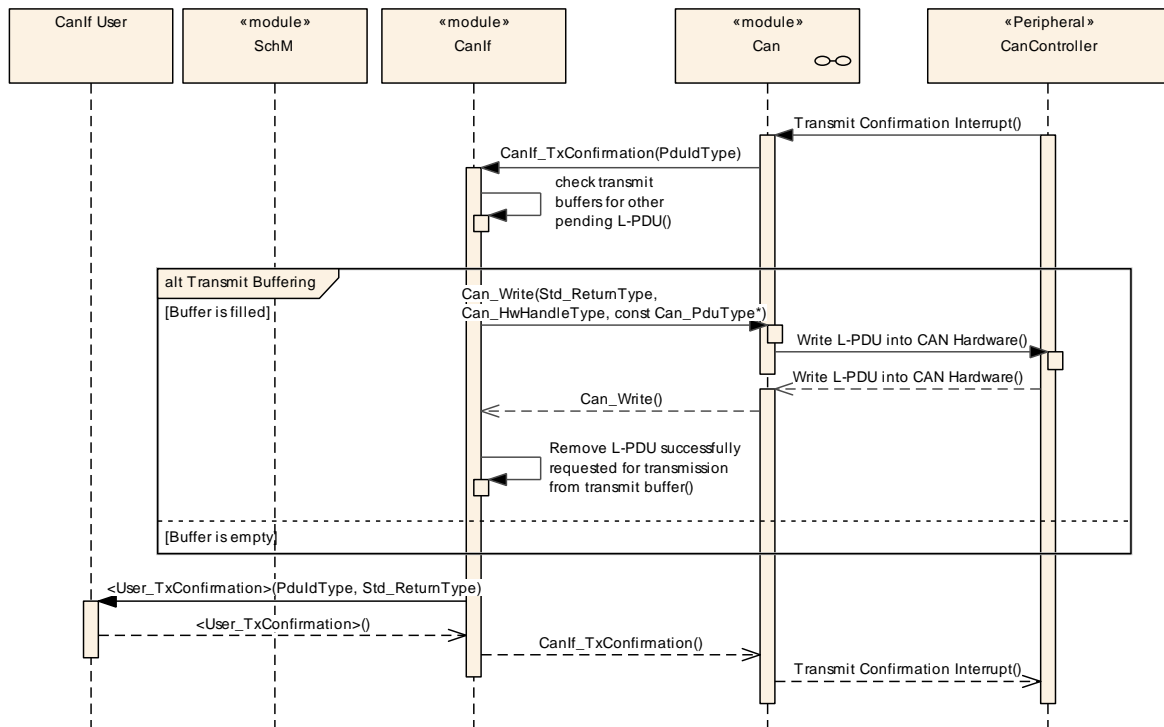 CanIf User
«module»
SchM
«module»
CanIf
«module»
Can
«Peripheral»
CanController
Transmit Confirmation Interrupt()
CanIf_TxConfirmation(PduIdType)
check transmit
buffers for other
pending L-PDU()
alt Transmit Buffering
[Buffer is filled]
Can_Write(Std_ReturnType,
Can_HwHandleType, const Can_PduType*)
Write L-PDU into CAN Hardware()
Write L-PDU into CAN Hardware()
Can_Write()
Remove L-PDU successfully
requested for transmission
from transmit buffer()
[Buffer is empty]
<User_TxConfirmation>(PduIdType, Std_ReturnType)
<User_TxConfirmation>()
CanIf_TxConfirmation()
Transmit Confirmation Interrupt()